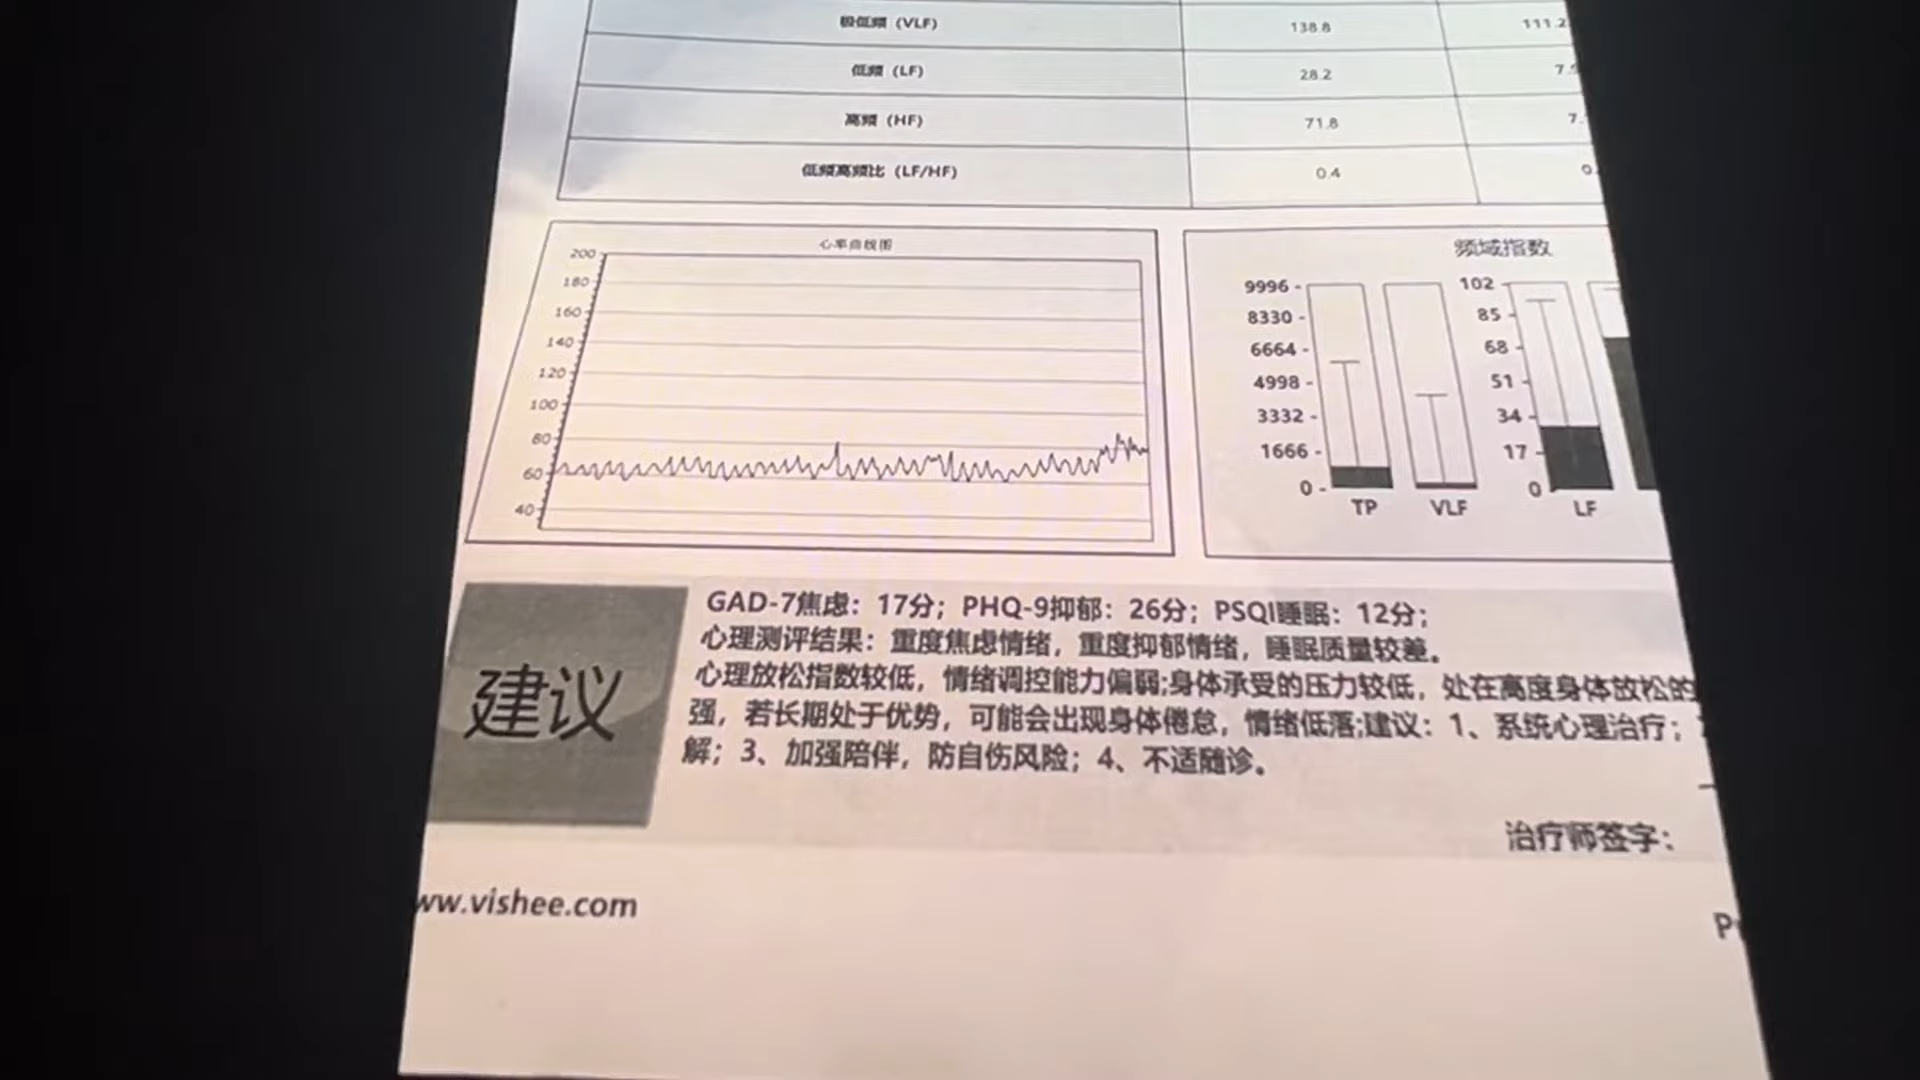 极低频（VLF） 138.8 111.2
低频（LF） 28.2 7.
高频（HF） 71.8 7.
低频高频比（LF/HF） 0.4 0.
心率曲线图
200
180
160
140
120
100
80
60
40
频域指数
9996
8330
6664
4998
3332
1666
0
TP VLF
102
85
68
51
34
17
0
LF
建议
GAD-7焦虑：17分；PHQ-9抑郁：26分；PSQI睡眠：12分；
心理测评结果：重度焦虑情绪，重度抑郁情绪，睡眠质量较差。
心理放松指数较低，情绪调控能力偏弱;身体承受的压力较低，处在高度身体放松的
强，若长期处于优势，可能会出现身体倦怠，情绪低落;建议：1、系统心理治疗；
解；3、加强陪伴，防自伤风险；4、不适随诊。
治疗师签字：
ww.vishee.com
P